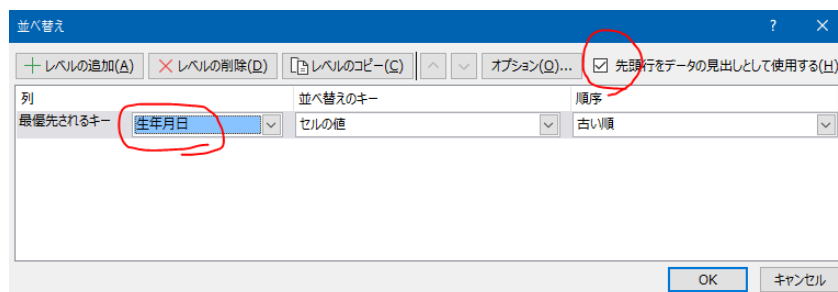 並べ替え ? ×
レベルの追加(A) レベルの削除(D) レベルのコピー(C) オプション(O)... 先頭行をデータの見出しとして使用する(H)
列 並べ替えのキー 順序
最優先されるキー 生年月日 セルの値 古い順
OK キャンセル